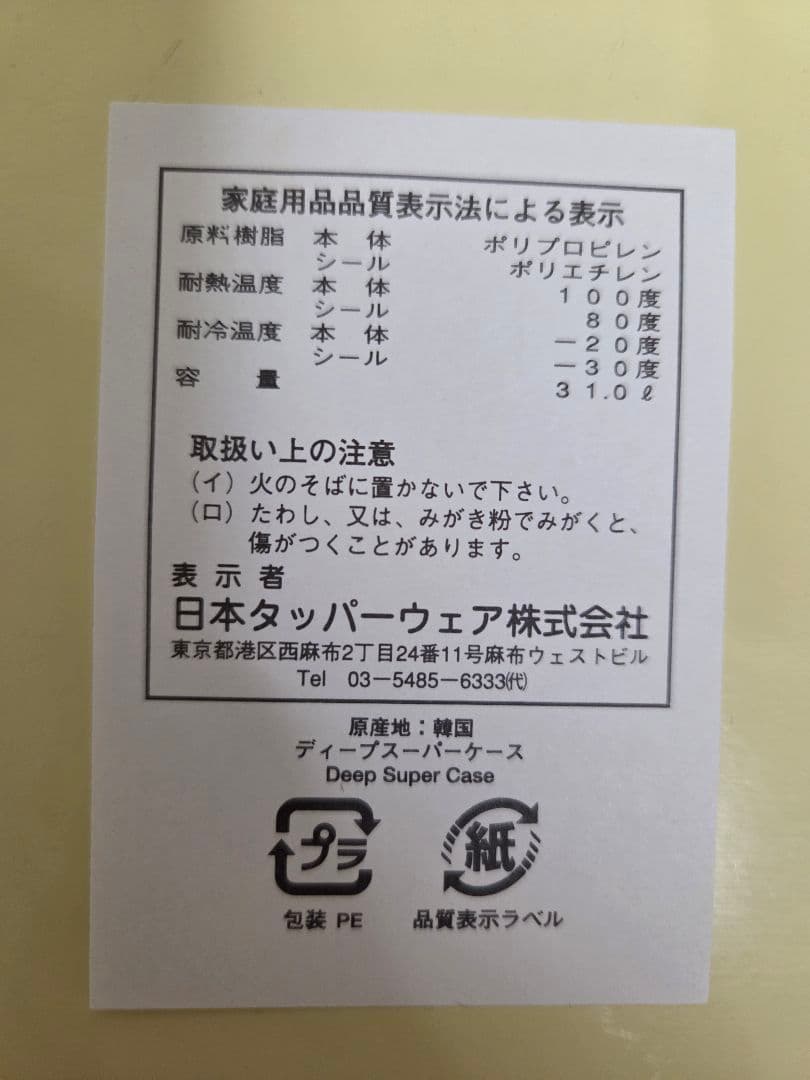 家庭用品品質表示法による表示
原料樹脂 本 体 ポリプロピレン
シール ポリエチレン
耐熱温度 本 体 100度
シール 80度
耐冷温度 本 体 −20度
シール −30度
容 量 31.0ℓ
取扱い上の注意
(イ) 火のそばに置かないで下さい。
(ロ) たわし、又は、みがき粉でみがくと、
傷がつくことがあります。
表示者
日本タッパーウェア株式会社
東京都港区西麻布2丁目24番11号麻布ウェストビル
Tel 03−5485−6333㈹
原産地：韓国
ディープスーパーケース
Deep Super Case
プラ 紙
包装 PE 品質表示ラベル